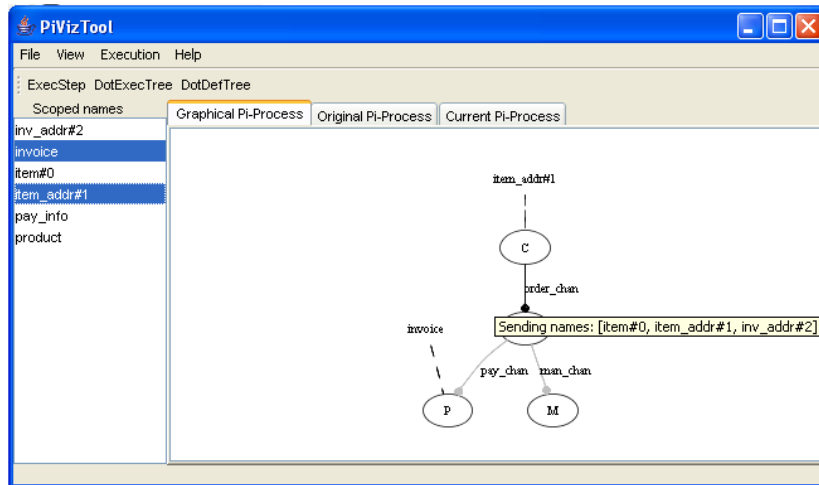 PiVizTool
File View Execution Help
ExecStep DotExecTree DotDefTree
Scoped names
inv_addr#2
invoice
item#0
item_addr#1
pay_info
product
Graphical Pi-Process Original Pi-Process Current Pi-Process
item_addr#1
C
order_chan
Sending names: [item#0, item_addr#1, inv_addr#2]
invoice
pay_chan man_chan
P M